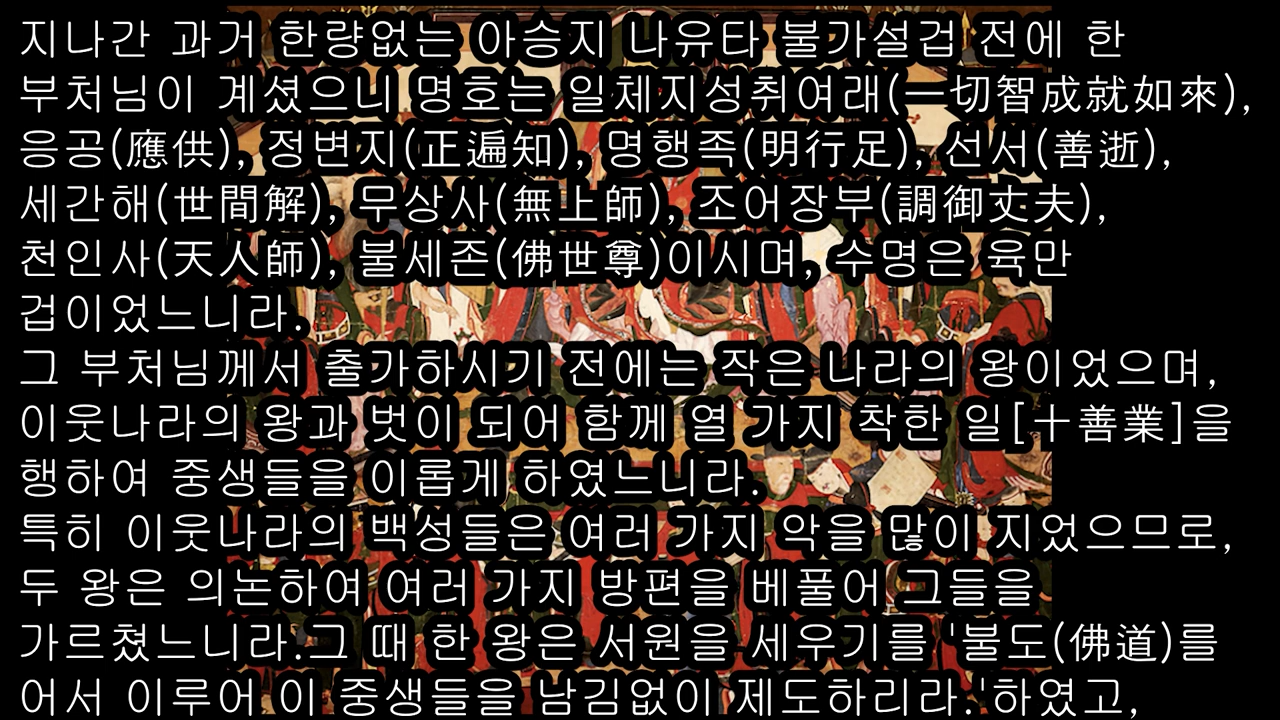 지나간 과거 한량없는 아승지 나유타 불가설겁 전에 한
부처님이 계셨으니 명호는 일체지성취여래(一切智成就如來),
응공(應供), 정변지(正遍知), 명행족(明行足), 선서(善逝),
세간해(世間解), 무상사(無上師), 조어장부(調御丈夫),
천인사(天人師), 불세존(佛世尊)이시며, 수명은 육만
겁이었느니라.
그 부처님께서 출가하시기 전에는 작은 나라의 왕이었으며,
이웃나라의 왕과 벗이 되어 함께 열 가지 착한 일[十善業]을
행하여 중생들을 이롭게 하였느니라.
특히 이웃나라의 백성들은 여러 가지 악을 많이 지었으므로,
두 왕은 의논하여 여러 가지 방편을 베풀어 그들을
가르쳤느니라.그 때 한 왕은 서원을 세우기를 '불도(佛道)를
어서 이루어 이 중생들을 남김없이 제도하리라.'하였고,